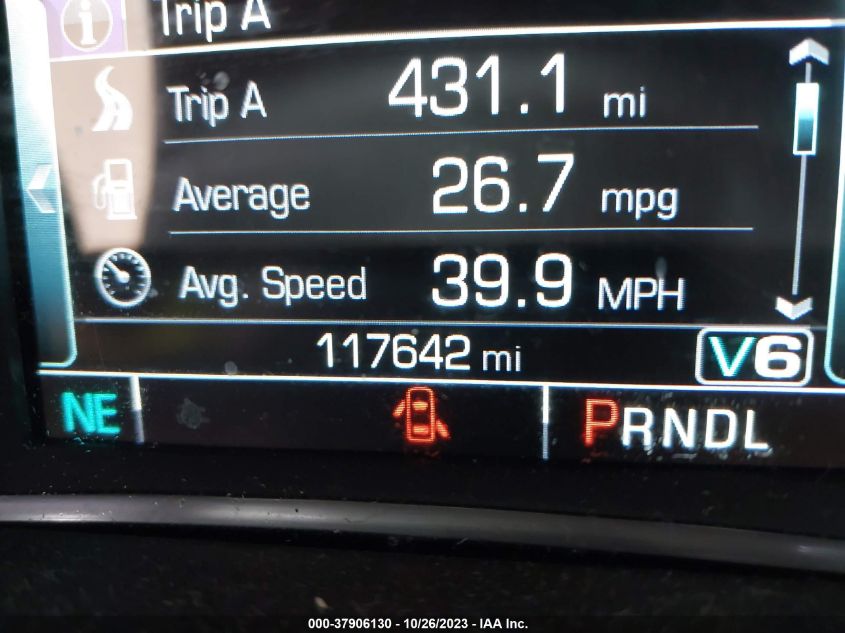 i Trip A
Trip A 431.1 mi
Average 26.7 mpg
Avg. Speed 39.9 MPH
117642 mi V6
NE PRNDL
000-37906130 - 10/26/2023 - IAA Inc.